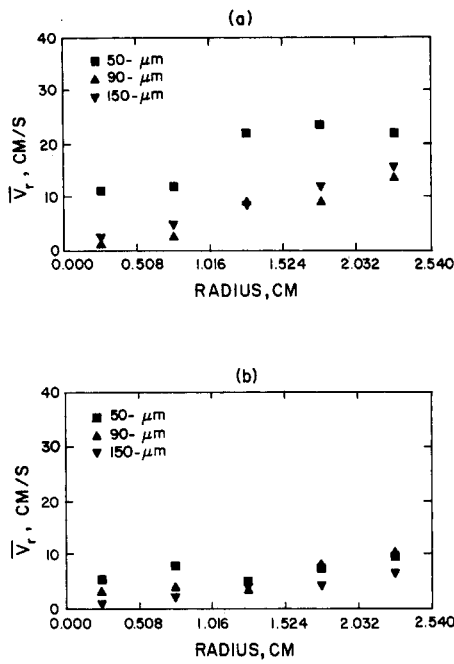 (a)
40
30
20
10
0
V̅r, CM/S
50- μm
90- μm
150- μm
0.000 0.508 1.016 1.524 2.032 2.540
RADIUS, CM
(b)
40
30
20
10
0
V̅r, CM/S
50- μm
90- μm
150- μm
0.000 0.508 1.016 1.524 2.032 2.540
RADIUS, CM